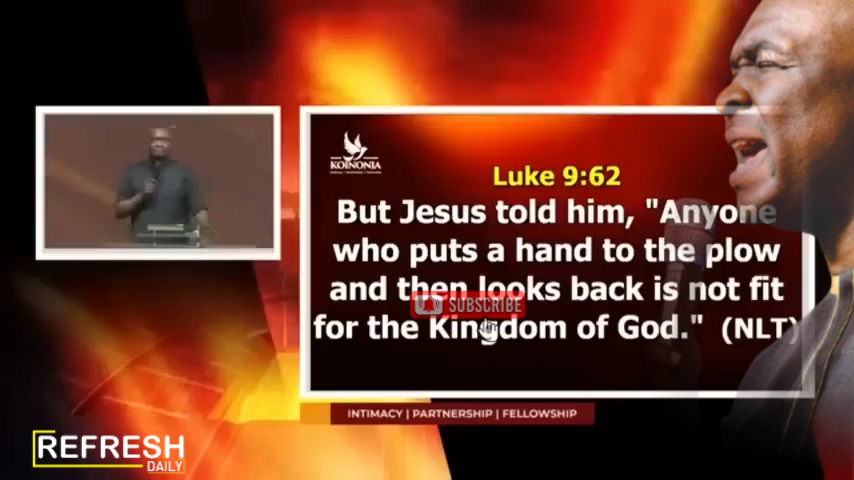 KOINONIA
Luke 9:62
But Jesus told him, "Anyone
who puts a hand to the plow
and then looks back is not fit
SUBSCRIBE
for the Kingdom of God." (NLT)
INTIMACY | PARTNERSHIP | FELLOWSHIP
REFRESH
DAILY